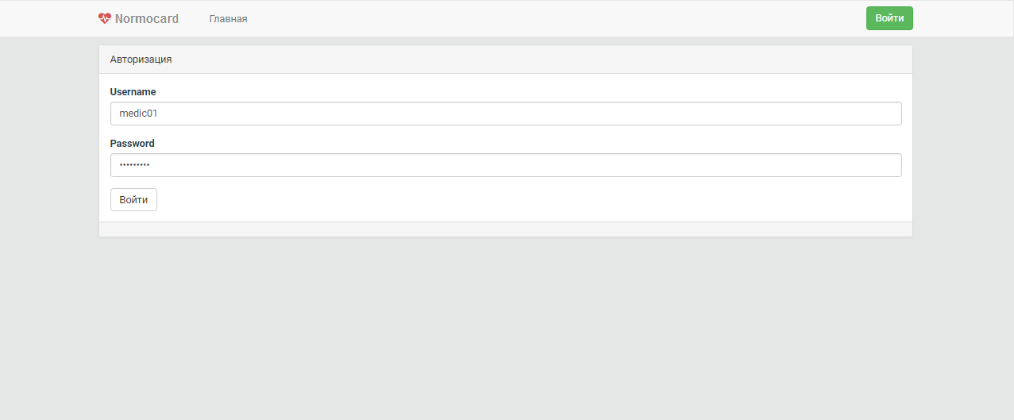 Normocard Главная Войти
Авторизация
Username
medic01
Password
•••••••••
Войти